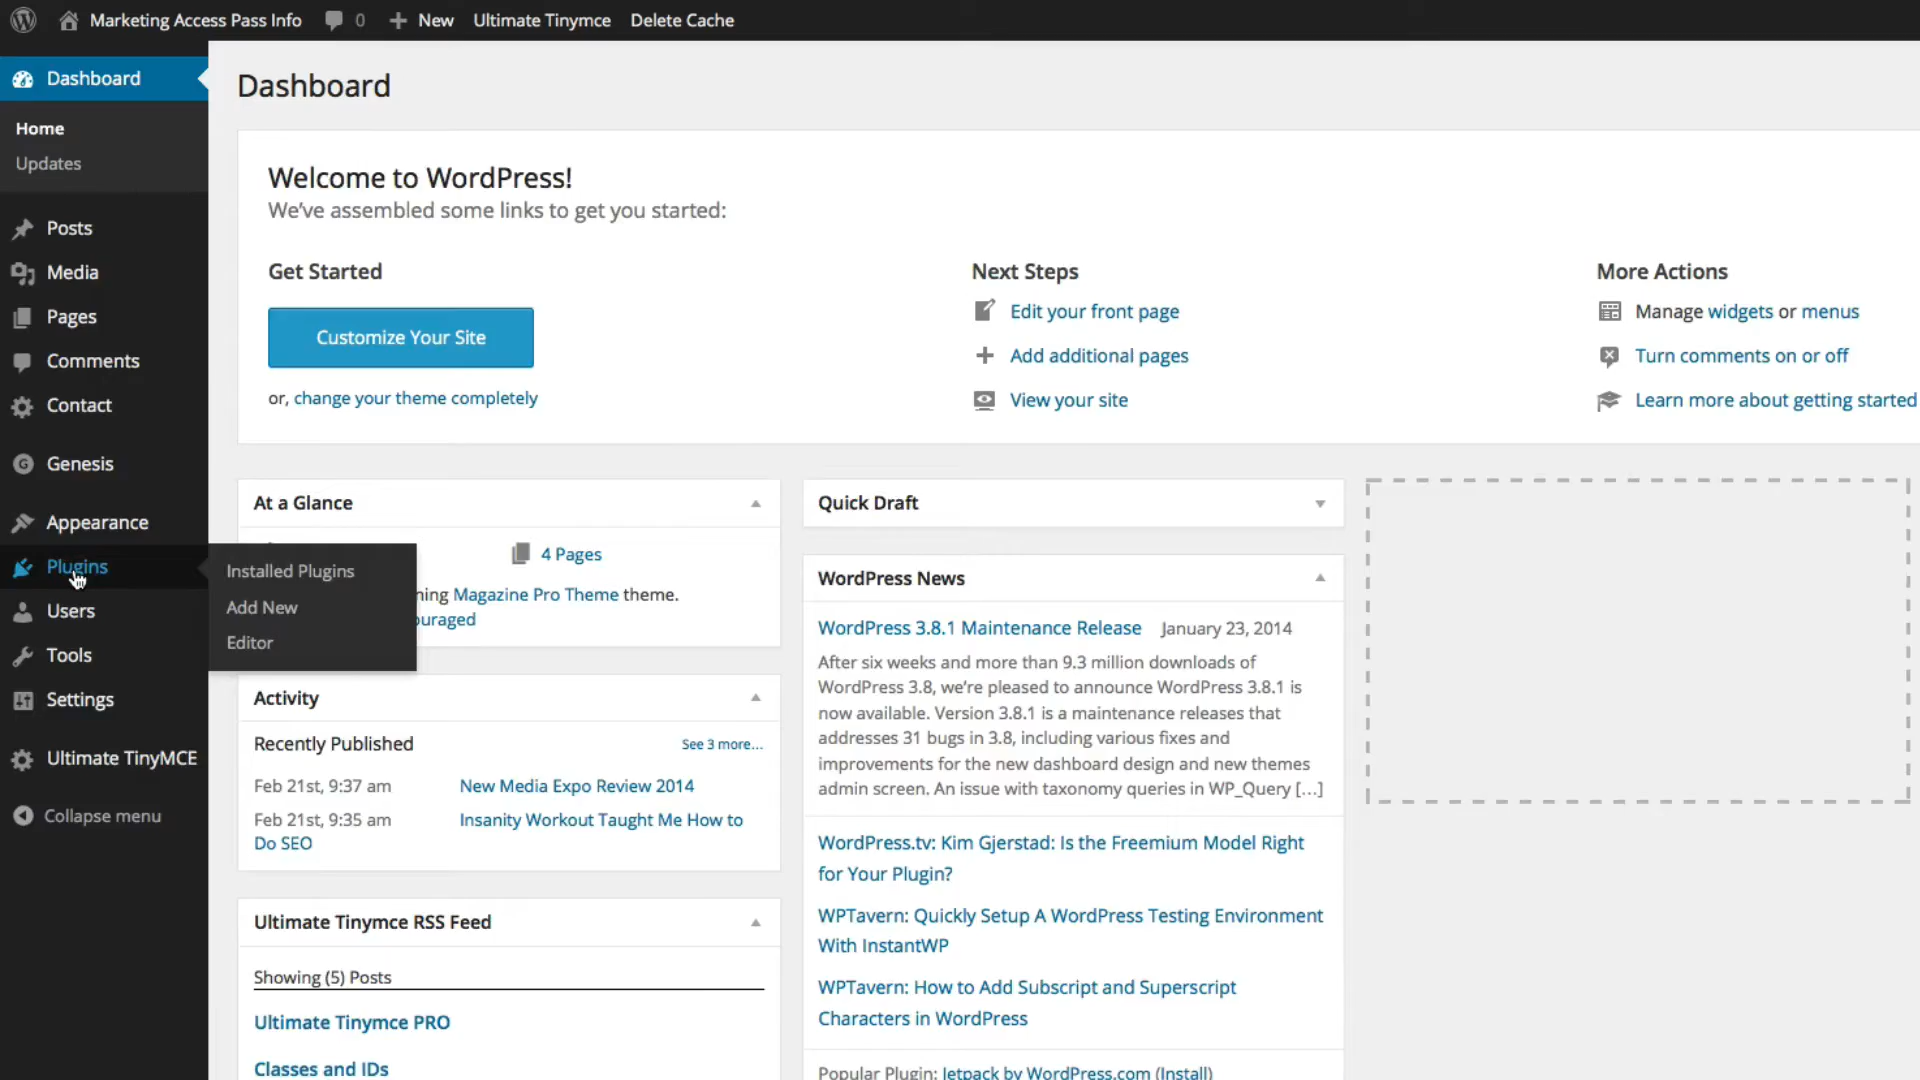 Marketing Access Pass Info 0 New Ultimate Tinymce Delete Cache
Dashboard
Home
Updates
Posts
Media
Pages
Comments
Contact
Genesis
Appearance
Plugins
Users
Tools
Settings
Ultimate TinyMCE
Collapse menu
Installed Plugins
Add New
Editor
Dashboard
Welcome to WordPress!
We've assembled some links to get you started:
Get Started
Customize Your Site
or, change your theme completely
Next Steps
Edit your front page
Add additional pages
View your site
More Actions
Manage widgets or menus
Turn comments on or off
Learn more about getting started
At a Glance
4 Pages
Magazine Pro Theme theme.
Activity
Recently Published See 3 more...
Feb 21st, 9:37 am New Media Expo Review 2014
Feb 21st, 9:35 am Insanity Workout Taught Me How to
Do SEO
Ultimate Tinymce RSS Feed
Showing (5) Posts
Ultimate Tinymce PRO
Classes and IDs
Quick Draft
WordPress News
WordPress 3.8.1 Maintenance Release January 23, 2014
After six weeks and more than 9.3 million downloads of
WordPress 3.8, we're pleased to announce WordPress 3.8.1 is
now available. Version 3.8.1 is a maintenance releases that
addresses 31 bugs in 3.8, including various fixes and
improvements for the new dashboard design and new themes
admin screen. An issue with taxonomy queries in WP_Query [...]
WordPress.tv: Kim Gjerstad: Is the Freemium Model Right
for Your Plugin?
WPTavern: Quickly Setup A WordPress Testing Environment
With InstantWP
WPTavern: How to Add Subscript and Superscript
Characters in WordPress
Popular Plugin: Jetpack by WordPress.com (Install)